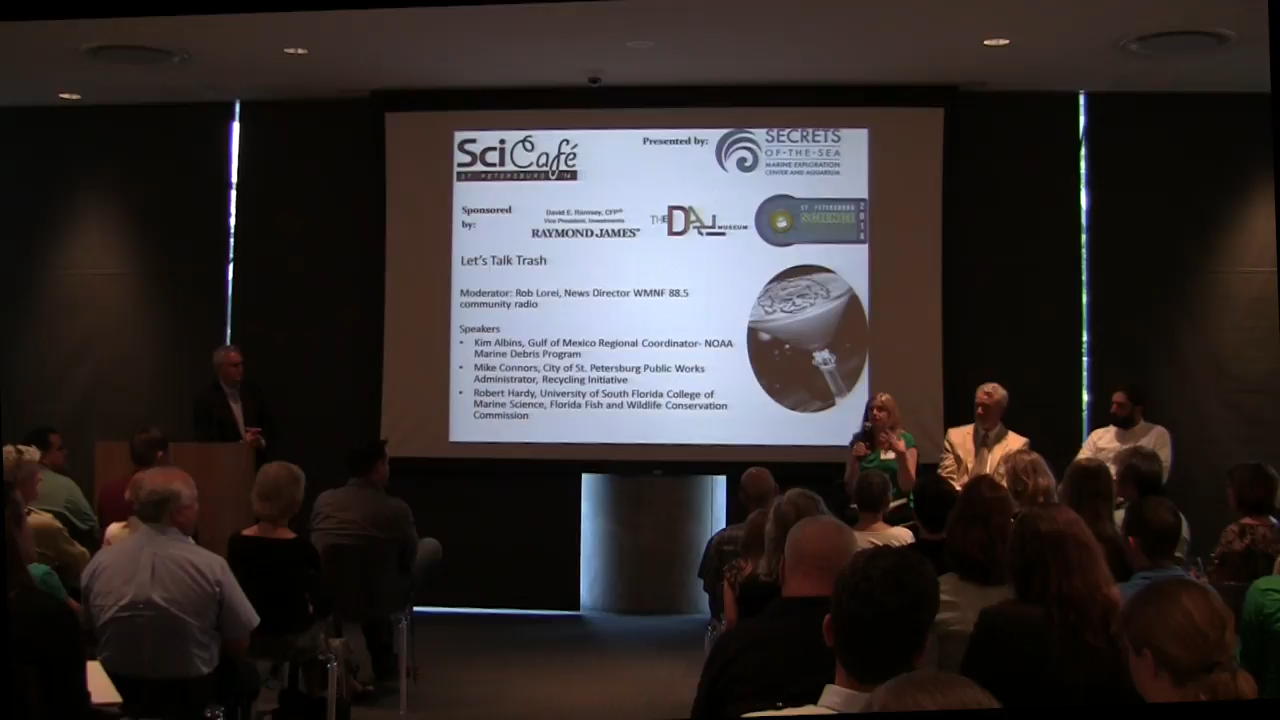 SciCafé
ST. PETERSBURG '14
Presented by:
SECRETS
OF·THE·SEA
MARINE EXPLORATION
CENTER AND AQUARIUM
Sponsored
by:
David E. Ramsey, CFP®
Vice President, Investments
RAYMOND JAMES®
THE DALI MUSEUM
ST. PETERSBURG
SCIENCE
2014
Let's Talk Trash
Moderator: Rob Lorei, News Director WMNF 88.5
community radio
Speakers
• Kim Albins, Gulf of Mexico Regional Coordinator- NOAA
Marine Debris Program
• Mike Connors, City of St. Petersburg Public Works
Administrator, Recycling Initiative
• Robert Hardy, University of South Florida College of
Marine Science, Florida Fish and Wildlife Conservation
Commission